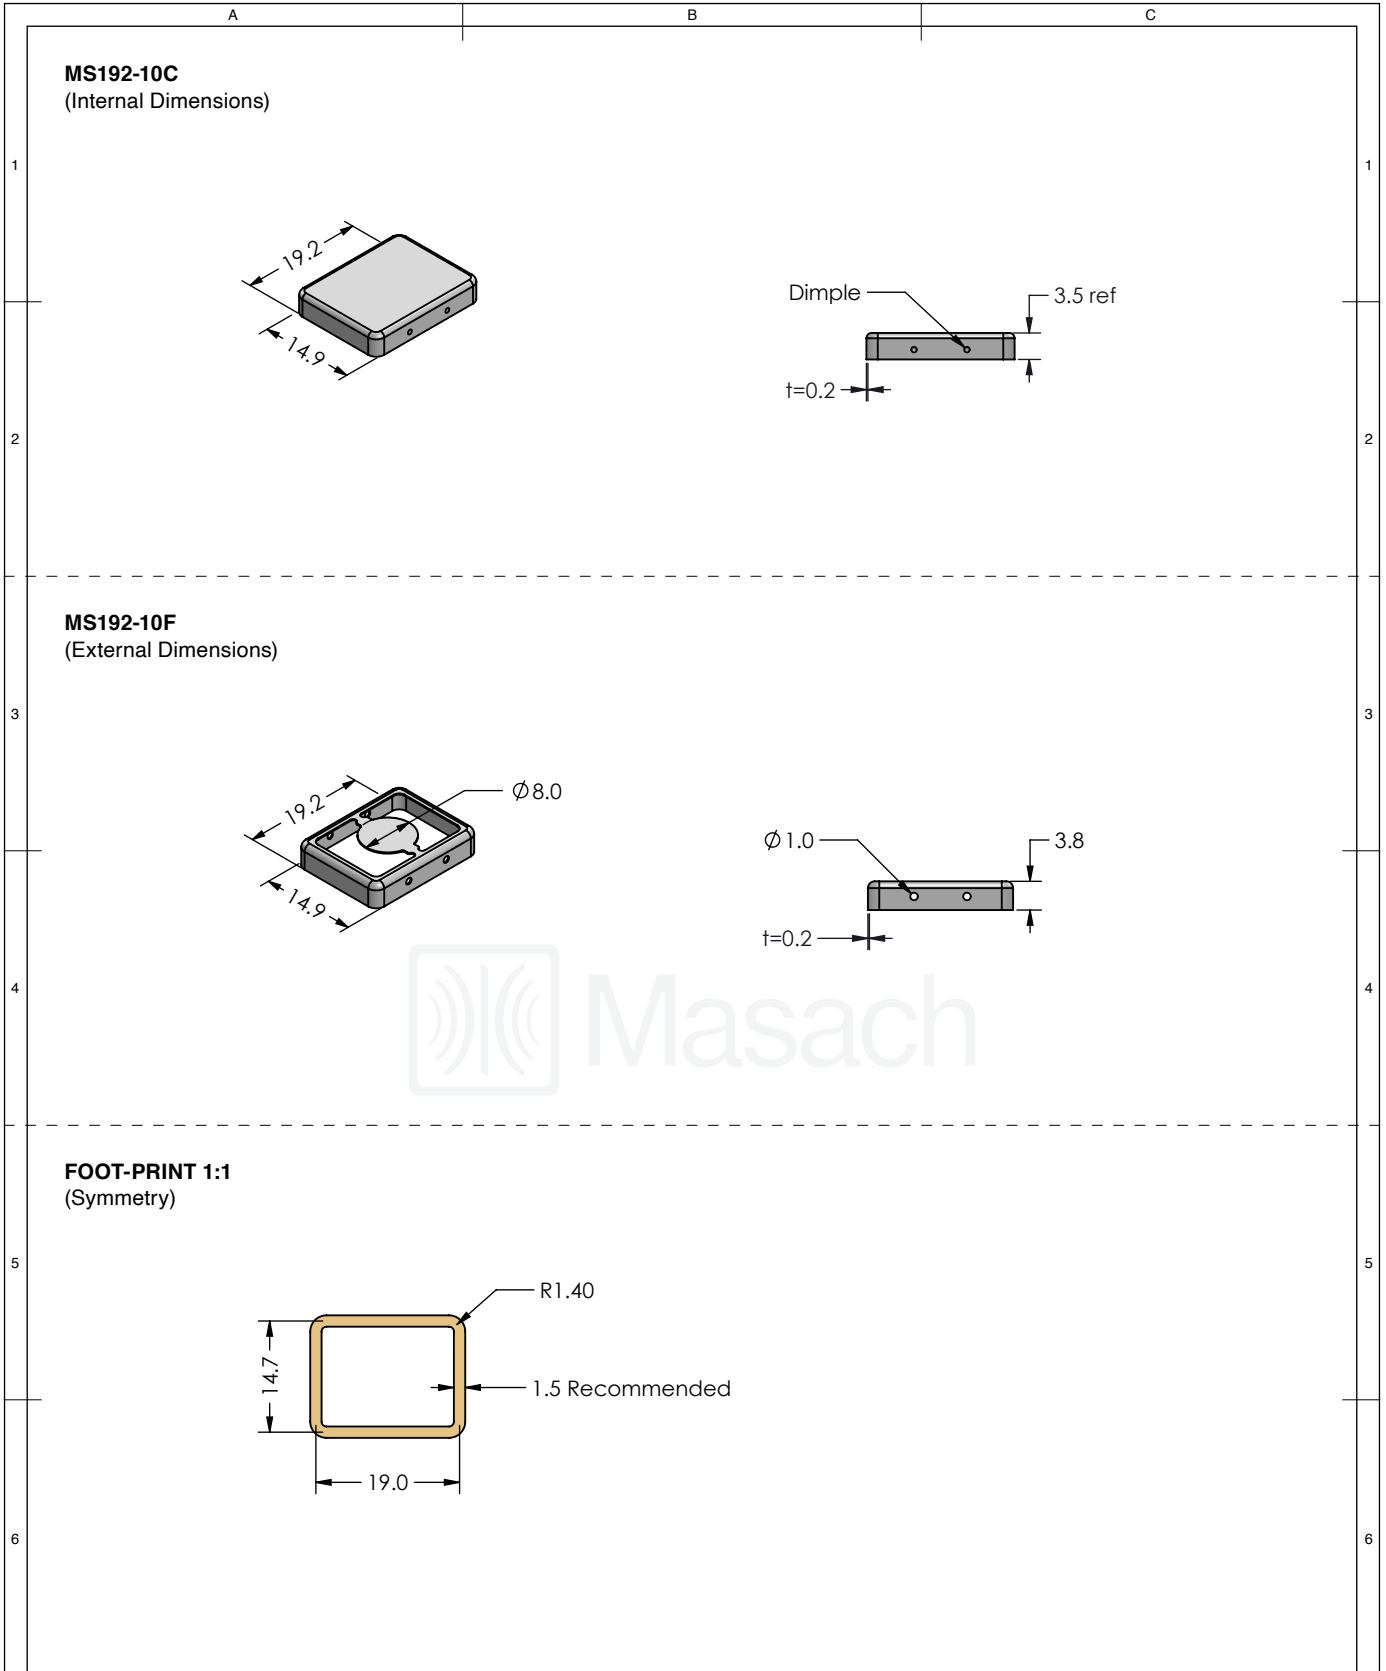 A B C
MS192-10C
(Internal Dimensions)
1 1
19.2
14.9
Dimple
3.5 ref
t=0.2
2 2
MS192-10F
(External Dimensions)
3 3
19.2
14.9
Ø8.0
Ø1.0
3.8
t=0.2
Masach
4 4
FOOT-PRINT 1:1
(Symmetry)
5 5
R1.40
14.7
1.5 Recommended
19.0
6 6